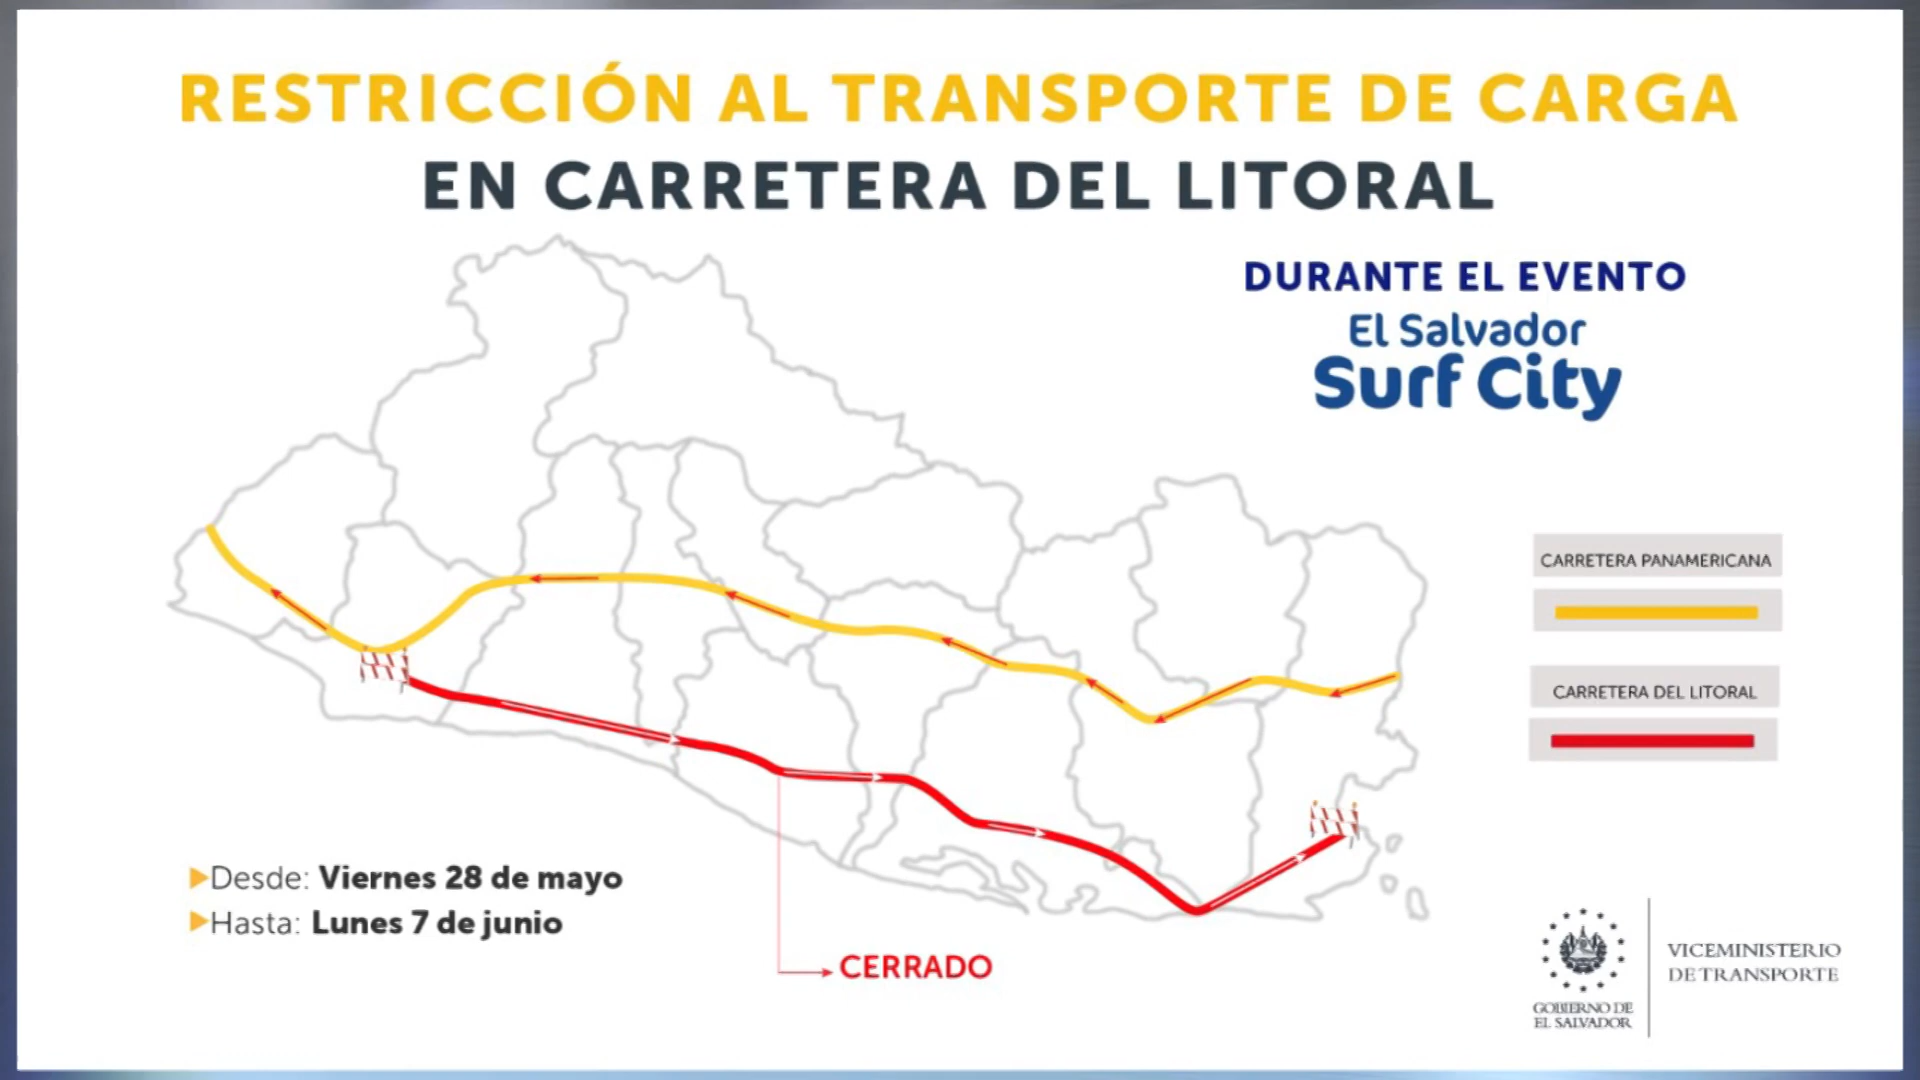 RESTRICCIÓN AL TRANSPORTE DE CARGA
EN CARRETERA DEL LITORAL
DURANTE EL EVENTO
El Salvador
Surf City
CARRETERA PANAMERICANA
CARRETERA DEL LITORAL
Desde: Viernes 28 de mayo
Hasta: Lunes 7 de junio
CERRADO
VICEMINISTERIO
DE TRANSPORTE
GOBIERNO DE
EL SALVADOR